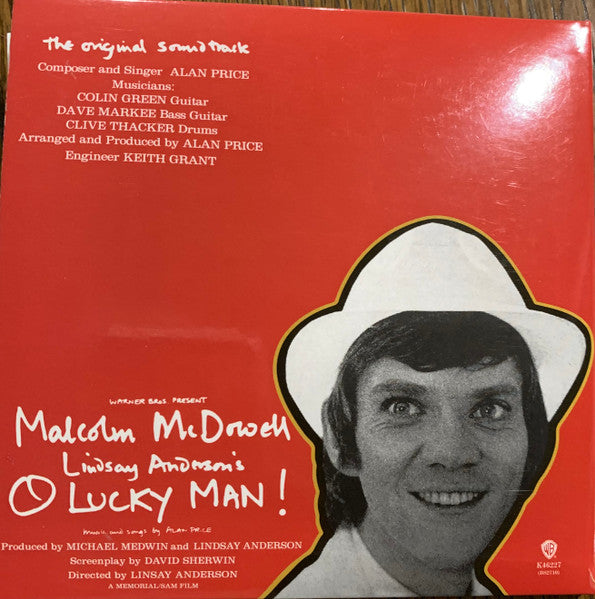 the original soundtrack
Composer and Singer ALAN PRICE
Musicians:
COLIN GREEN Guitar
DAVE MARKEE Bass Guitar
CLIVE THACKER Drums
Arranged and Produced by ALAN PRICE
Engineer KEITH GRANT
WARNER BROS PRESENT
Malcolm McDowell
Lindsay Anderson's
O LUCKY MAN!
music and songs by ALAN PRICE
Produced by MICHAEL MEDWIN and LINDSAY ANDERSON
Screenplay by DAVID SHERWIN
Directed by LINSAY ANDERSON
A MEMORIAL/SAM FILM
WB
K46227
(BS2710)